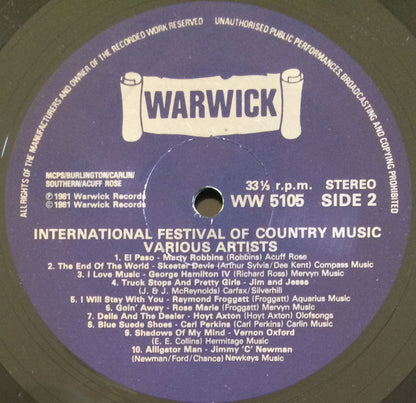 ALL RIGHTS OF THE MANUFACTURERS AND OWNER OF THE RECORDED WORK RESERVED
UNAUTHORISED PUBLIC PERFORMANCES, BROADCASTING AND COPYING PROHIBITED
WARWICK
MCPS/BURLINGTON/CARLIN/
SOUTHERN/ACUFF ROSE
℗ 1981 Warwick Records
© 1981 Warwick Records
33⅓ r.p.m. STEREO
WW 5105 SIDE 2
INTERNATIONAL FESTIVAL OF COUNTRY MUSIC
VARIOUS ARTISTS
1. El Paso - Marty Robbins (Robbins) Acuff Rose
2. The End Of The World - Skeeter Davie (Arthur Sylvia/Dee Kent) Compass Music
3. I Love Music - George Hamilton IV (Richard Ross) Mervyn Music
4. Truck Stops And Pretty Girls - Jim and Jesse
(J. & J. McReynolds) Carfax/Silverhill
5. I Will Stay With You - Raymond Froggatt (Froggatt) Aquarius Music
6. Goin' Away - Rose Marie (Froggatt) Mervyn Music
7. Della And The Dealer - Hoyt Axton (Hoyt Axton) Olofsongs
8. Blue Suede Shoes - Carl Perkins (Carl Perkins) Carlin Music
9. Shadows Of My Mind - Vernon Oxford
(E. E. Collins) Hermitage Music
10. Alligator Man - Jimmy 'C' Newman
(Newman/Ford/Chance) Newkeys Music